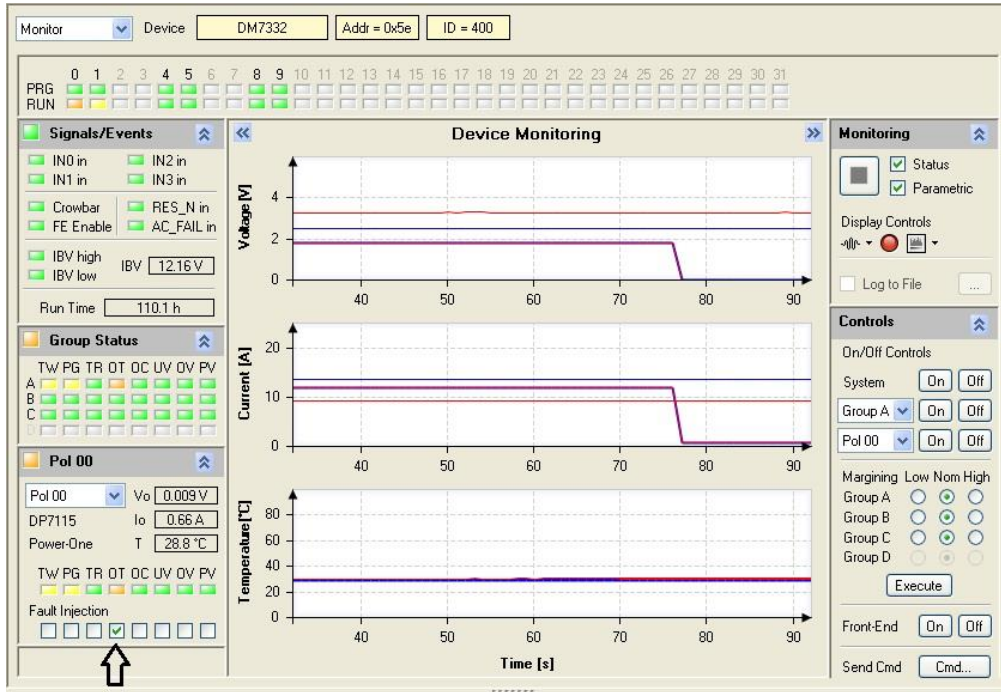 Monitor Device DM7332 Addr = 0x5e ID = 400
0 1 2 3 4 5 6 7 8 9 10 11 12 13 14 15 16 17 18 19 20 21 22 23 24 25 26 27 28 29 30 31
PRG
RUN
Signals/Events
IN0 in IN2 in
IN1 in IN3 in
Crowbar RES_N in
FE Enable AC_FAIL in
IBV high
IBV 12.16 V
IBV low
Run Time 110.1 h
Group Status
TW PG TR OT OC UV OV PV
A
B
C
D
Pol 00
Pol 00 Vo 0.009 V
DP7115 Io 0.66 A
Power-One T 28.8 °C
TW PG TR OT OC UV OV PV
Fault Injection
Device Monitoring
Voltage [V]
4
2
0
40 50 60 70 80 90
Current [A]
20
10
0
40 50 60 70 80 90
Temperature[°C]
80
60
40
20
0
40 50 60 70 80 90
Time [s]
Monitoring
Status
Parametric
Display Controls
Log to File ...
Controls
On/Off Controls
System On Off
Group A On Off
Pol 00 On Off
Margining Low Nom High
Group A
Group B
Group C
Group D
Execute
Front-End On Off
Send Cmd Cmd...